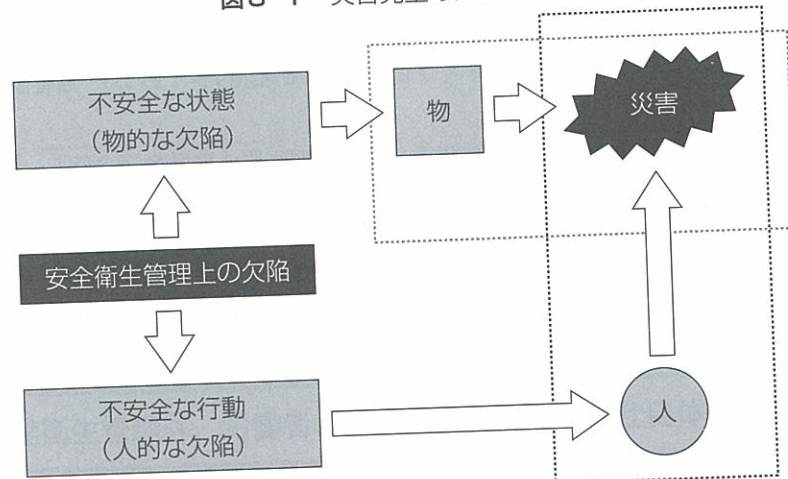 不安全な状態
(物的な欠陥)
物
災害
安全衛生管理上の欠陥
不安全な行動
(人的な欠陥)
人